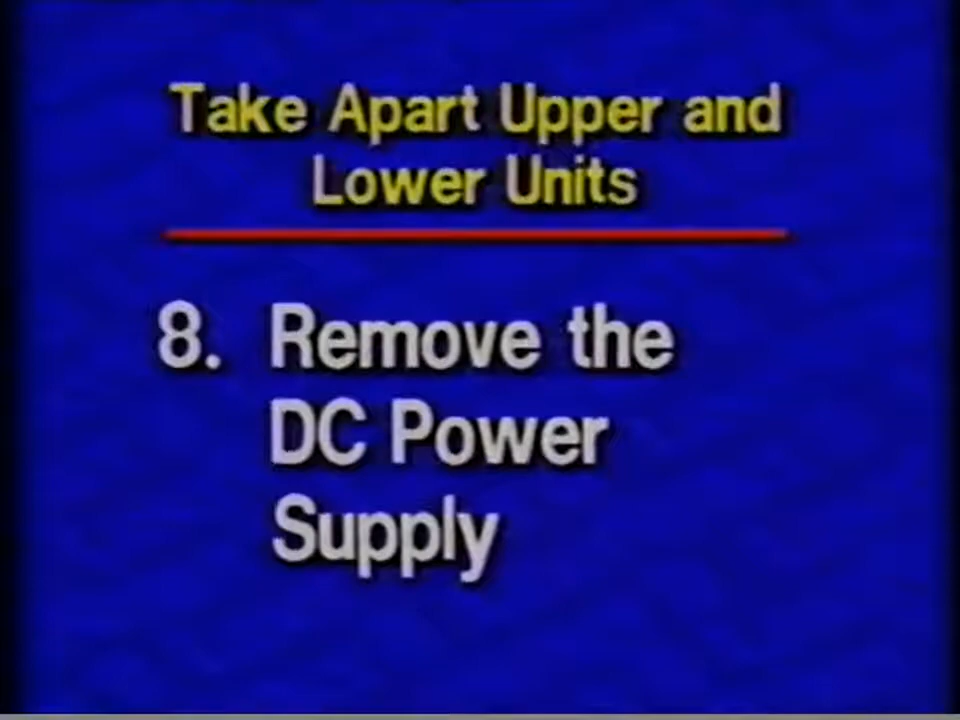 Take Apart Upper and
Lower Units
8. Remove the
DC Power
Supply